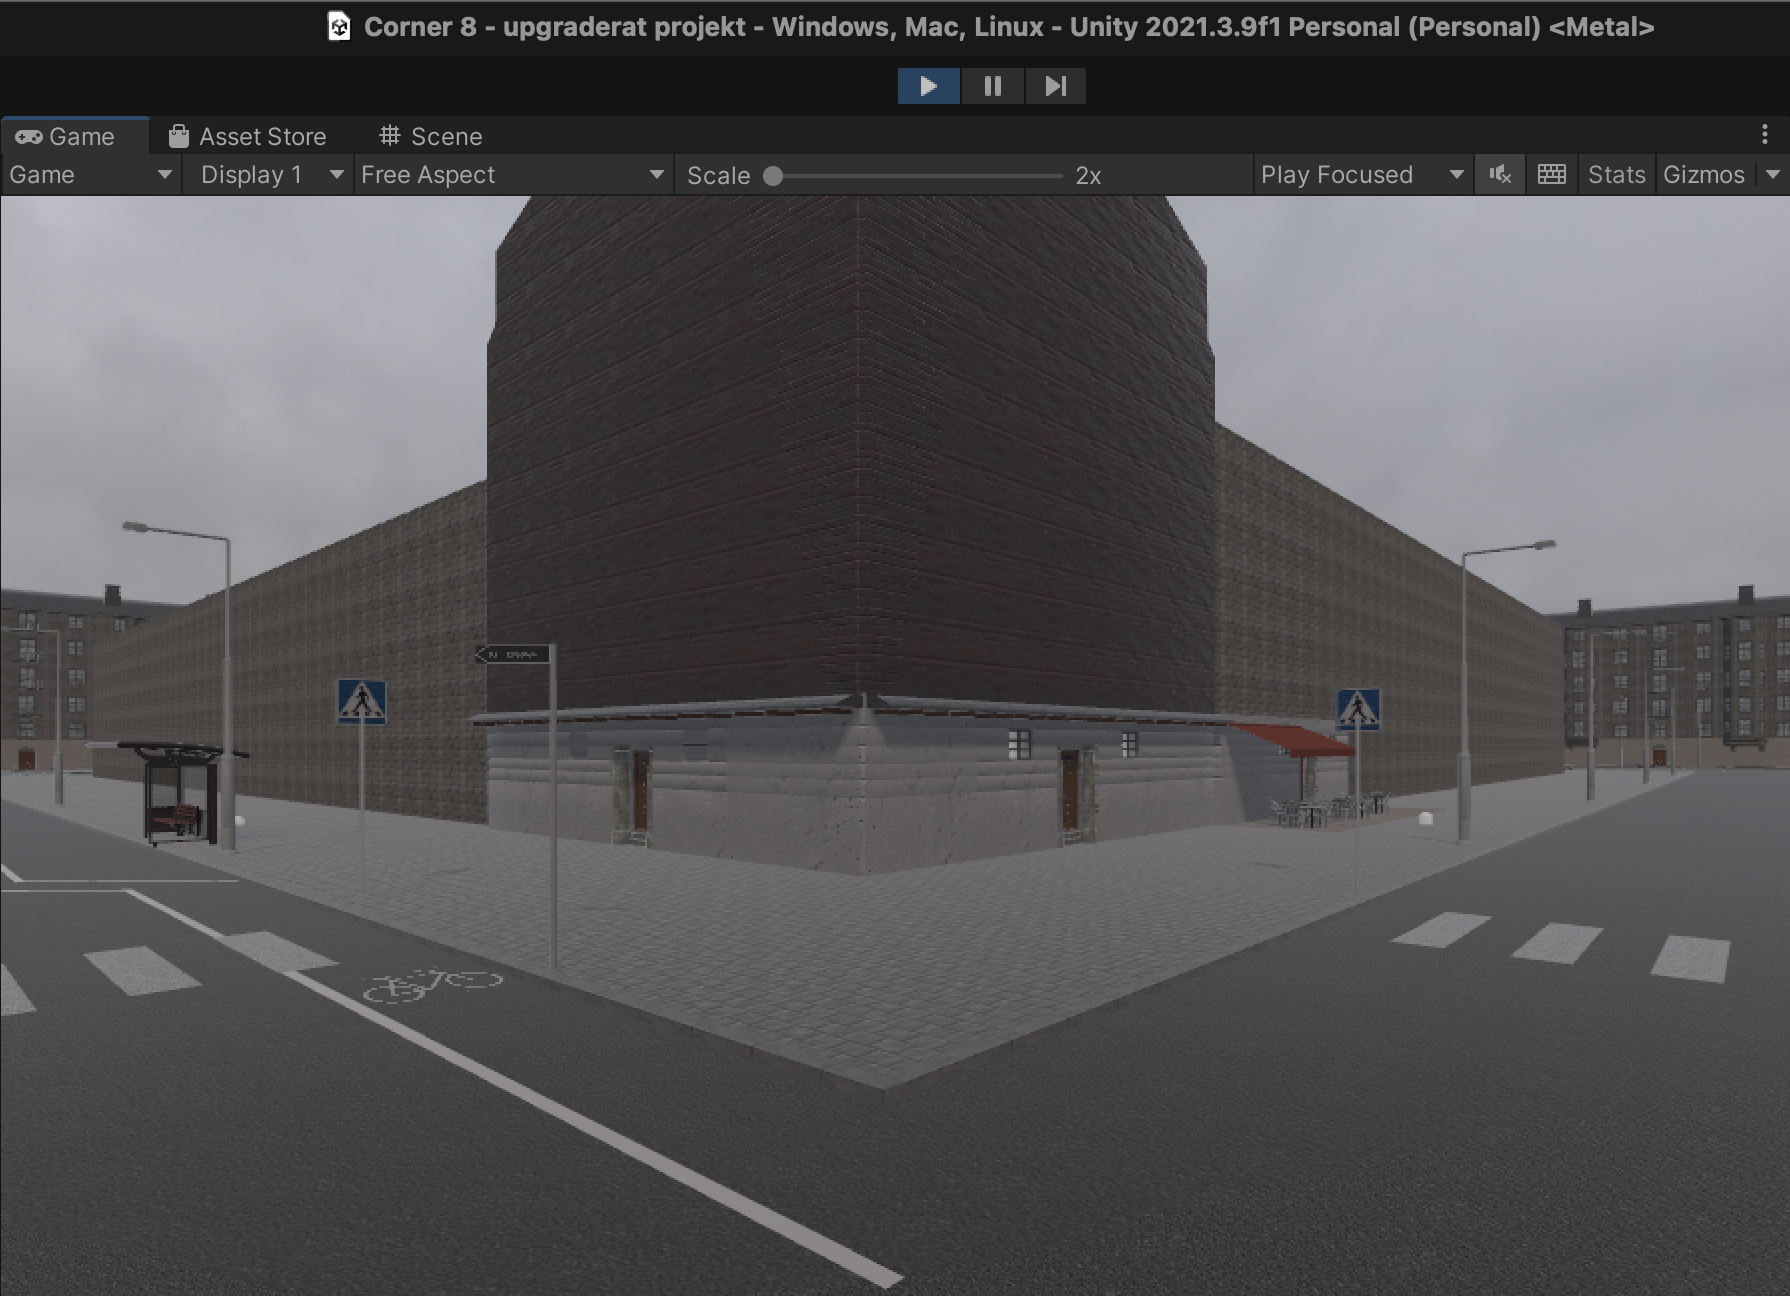 Corner 8 - upgraderat projekt - Windows, Mac, Linux - Unity 2021.3.9f1 Personal (Personal) <Metal>
Game Asset Store Scene
Game Display 1 Free Aspect Scale 2x Play Focused Stats Gizmos